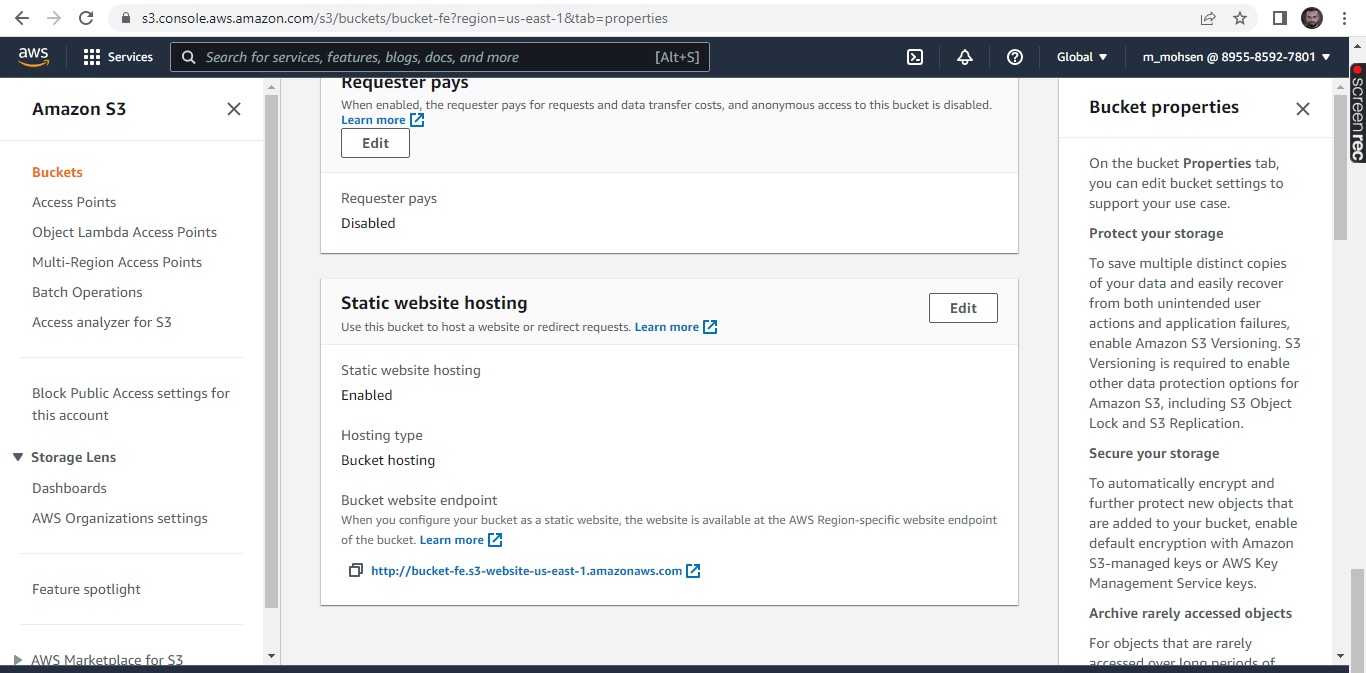 s3.console.aws.amazon.com/s3/buckets/bucket-fe?region=us-east-1&tab=properties
aws
Services
Search for services, features, blogs, docs, and more
[Alt+S]
Global
m_mohsen @ 8955-8592-7801
Amazon S3
Buckets
Access Points
Object Lambda Access Points
Multi-Region Access Points
Batch Operations
Access analyzer for S3
Block Public Access settings for
this account
Storage Lens
Dashboards
AWS Organizations settings
Feature spotlight
AWS Marketplace for S3
Requester pays
When enabled, the requester pays for requests and data transfer costs, and anonymous access to this bucket is disabled.
Learn more
Edit
Requester pays
Disabled
Static website hosting
Use this bucket to host a website or redirect requests. Learn more
Edit
Static website hosting
Enabled
Hosting type
Bucket hosting
Bucket website endpoint
When you configure your bucket as a static website, the website is available at the AWS Region-specific website endpoint
of the bucket. Learn more
http://bucket-fe.s3-website-us-east-1.amazonaws.com
Bucket properties
On the bucket Properties tab,
you can edit bucket settings to
support your use case.
Protect your storage
To save multiple distinct copies
of your data and easily recover
from both unintended user
actions and application failures,
enable Amazon S3 Versioning. S3
Versioning is required to enable
other data protection options for
Amazon S3, including S3 Object
Lock and S3 Replication.
Secure your storage
To automatically encrypt and
further protect new objects that
are added to your bucket, enable
default encryption with Amazon
S3-managed keys or AWS Key
Management Service keys.
Archive rarely accessed objects
For objects that are rarely
accessed over long periods of
screenrec